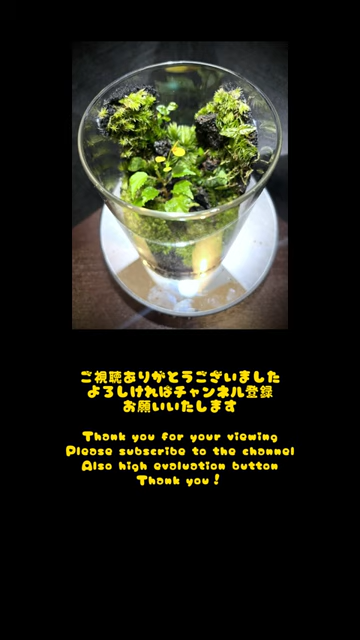 ご視聴ありがとうございました
よろしければチャンネル登録
お願いいたします
Thank you for your viewing
Please subscribe to the channel
Also high evaluation button
Thank you！